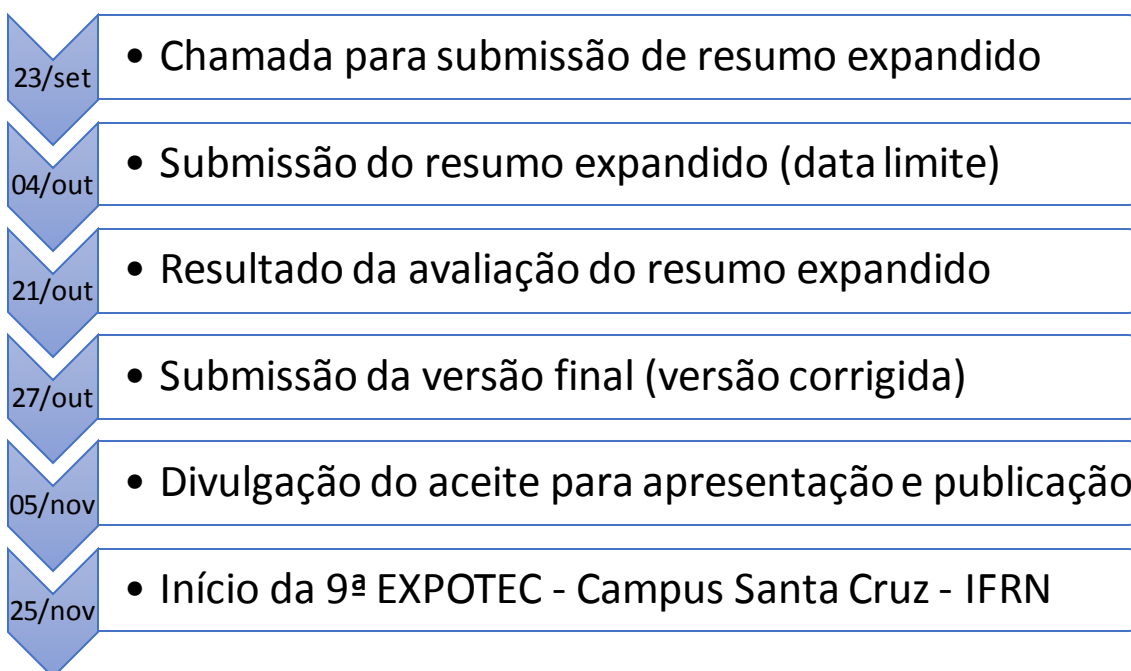 23/set
• Chamada para submissão de resumo expandido
04/out
• Submissão do resumo expandido (data limite)
21/out
• Resultado da avaliação do resumo expandido
27/out
• Submissão da versão final (versão corrigida)
05/nov
• Divulgação do aceite para apresentação e publicação
25/nov
• Início da 9ª EXPOTEC - Campus Santa Cruz - IFRN